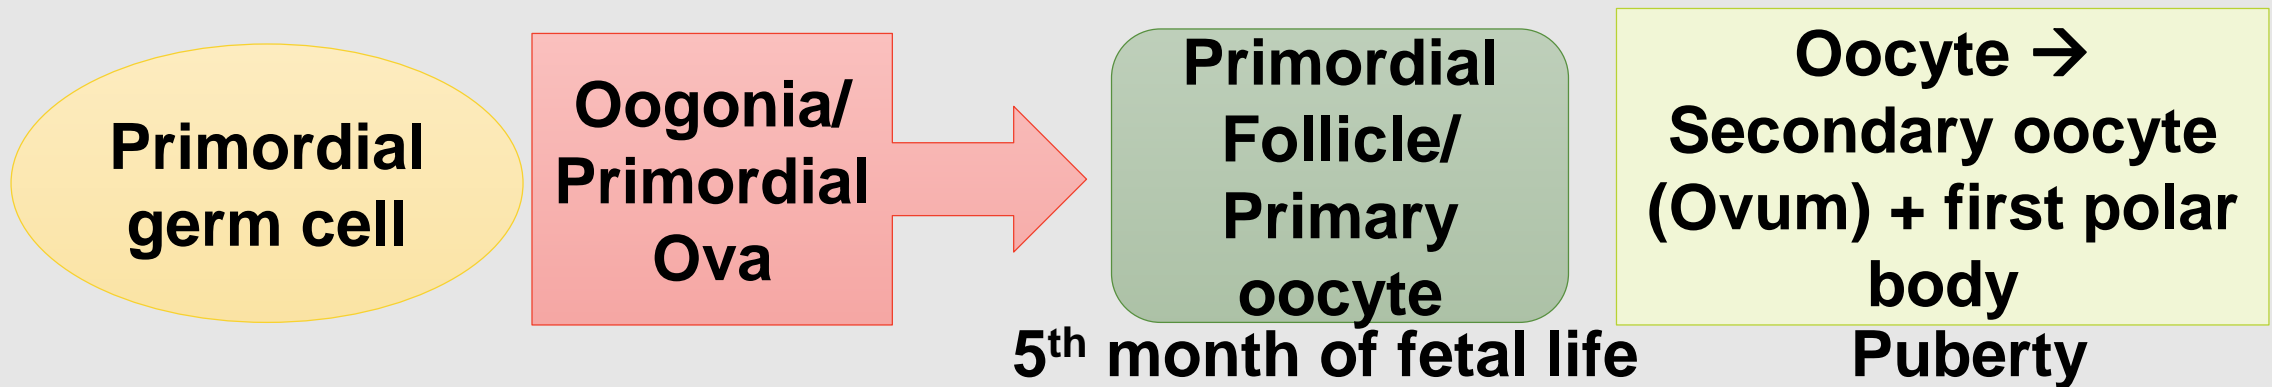 Primordial
germ cell
Oogonia/
Primordial
Ova
Primordial
Follicle/
Primary
oocyte
5th month of fetal life
Oocyte →
Secondary oocyte
(Ovum) + first polar
body
Puberty